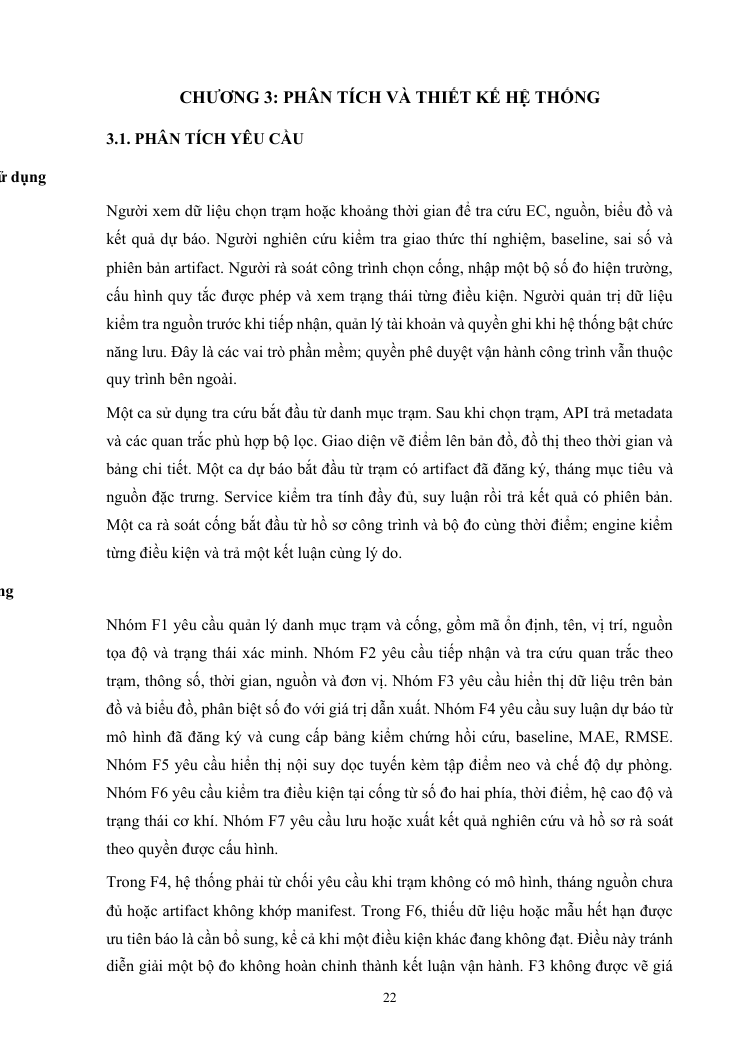 CHƯƠNG 3: PHÂN TÍCH VÀ THIẾT KẾ HỆ THỐNG
3.1. PHÂN TÍCH YÊU CẦU
ử dụng
Người xem dữ liệu chọn trạm hoặc khoảng thời gian để tra cứu EC, nguồn, biểu đồ và
kết quả dự báo. Người nghiên cứu kiểm tra giao thức thí nghiệm, baseline, sai số và
phiên bản artifact. Người rà soát công trình chọn cống, nhập một bộ số đo hiện trường,
cấu hình quy tắc được phép và xem trạng thái từng điều kiện. Người quản trị dữ liệu
kiểm tra nguồn trước khi tiếp nhận, quản lý tài khoản và quyền ghi khi hệ thống bật chức
năng lưu. Đây là các vai trò phần mềm; quyền phê duyệt vận hành công trình vẫn thuộc
quy trình bên ngoài.
Một ca sử dụng tra cứu bắt đầu từ danh mục trạm. Sau khi chọn trạm, API trả metadata
và các quan trắc phù hợp bộ lọc. Giao diện vẽ điểm lên bản đồ, đồ thị theo thời gian và
bảng chi tiết. Một ca dự báo bắt đầu từ trạm có artifact đã đăng ký, tháng mục tiêu và
nguồn đặc trưng. Service kiểm tra tính đầy đủ, suy luận rồi trả kết quả có phiên bản.
Một ca rà soát cống bắt đầu từ hồ sơ công trình và bộ đo cùng thời điểm; engine kiểm
từng điều kiện và trả một kết luận cùng lý do.
ng
Nhóm F1 yêu cầu quản lý danh mục trạm và cống, gồm mã ổn định, tên, vị trí, nguồn
tọa độ và trạng thái xác minh. Nhóm F2 yêu cầu tiếp nhận và tra cứu quan trắc theo
trạm, thông số, thời gian, nguồn và đơn vị. Nhóm F3 yêu cầu hiển thị dữ liệu trên bản
đồ và biểu đồ, phân biệt số đo với giá trị dẫn xuất. Nhóm F4 yêu cầu suy luận dự báo từ
mô hình đã đăng ký và cung cấp bảng kiểm chứng hồi cứu, baseline, MAE, RMSE.
Nhóm F5 yêu cầu hiển thị nội suy dọc tuyến kèm tập điểm neo và chế độ dự phòng.
Nhóm F6 yêu cầu kiểm tra điều kiện tại cống từ số đo hai phía, thời điểm, hệ cao độ và
trạng thái cơ khí. Nhóm F7 yêu cầu lưu hoặc xuất kết quả nghiên cứu và hồ sơ rà soát
theo quyền được cấu hình.
Trong F4, hệ thống phải từ chối yêu cầu khi trạm không có mô hình, tháng nguồn chưa
đủ hoặc artifact không khớp manifest. Trong F6, thiếu dữ liệu hoặc mẫu hết hạn được
ưu tiên báo là cần bổ sung, kể cả khi một điều kiện khác đang không đạt. Điều này tránh
diễn giải một bộ đo không hoàn chỉnh thành kết luận vận hành. F3 không được vẽ giá
22